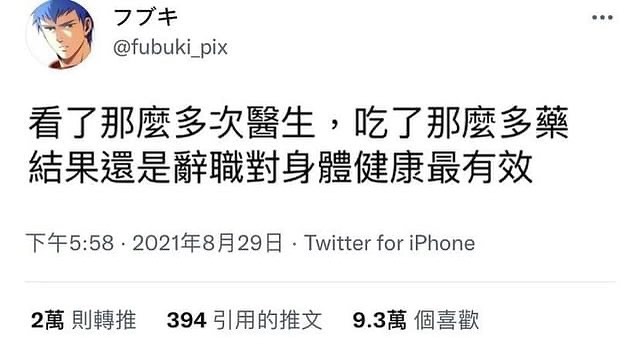 フブキ
@fubuki_pix
看了那麼多次醫生，吃了那麼多藥
結果還是辭職對身體健康最有效
下午5:58 · 2021年8月29日 · Twitter for iPhone
2萬 則轉推 394 引用的推文 9.3萬 個喜歡